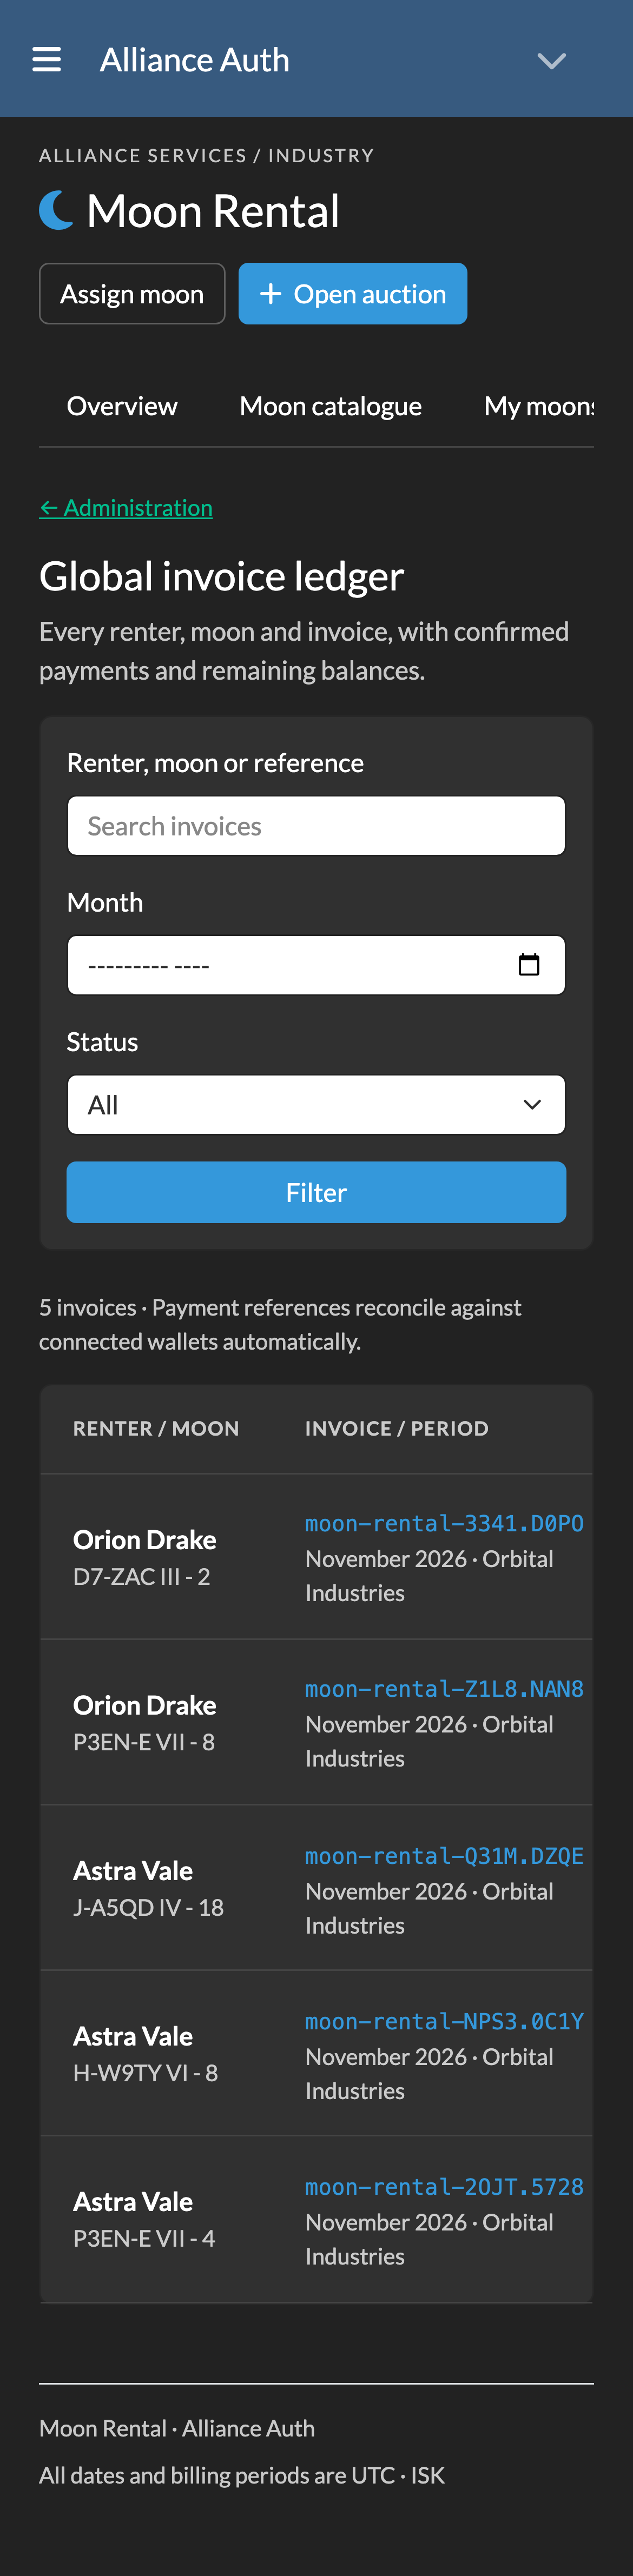 Alliance Auth
ALLIANCE SERVICES / INDUSTRY
Moon Rental
Assign moon
+ Open auction
Overview Moon catalogue My moons
← Administration
Global invoice ledger
Every renter, moon and invoice, with confirmed
payments and remaining balances.
Renter, moon or reference
Search invoices
Month
--------- ----
Status
All
Filter
5 invoices · Payment references reconcile against
connected wallets automatically.
RENTER / MOON INVOICE / PERIOD
Orion Drake
D7-ZAC III - 2
moon-rental-3341.D0PO
November 2026 · Orbital
Industries
Orion Drake
P3EN-E VII - 8
moon-rental-Z1L8.NAN8
November 2026 · Orbital
Industries
Astra Vale
J-A5QD IV - 18
moon-rental-Q31M.DZQE
November 2026 · Orbital
Industries
Astra Vale
H-W9TY VI - 8
moon-rental-NPS3.0C1Y
November 2026 · Orbital
Industries
Astra Vale
P3EN-E VII - 4
moon-rental-2OJT.5728
November 2026 · Orbital
Industries
Moon Rental · Alliance Auth
All dates and billing periods are UTC · ISK